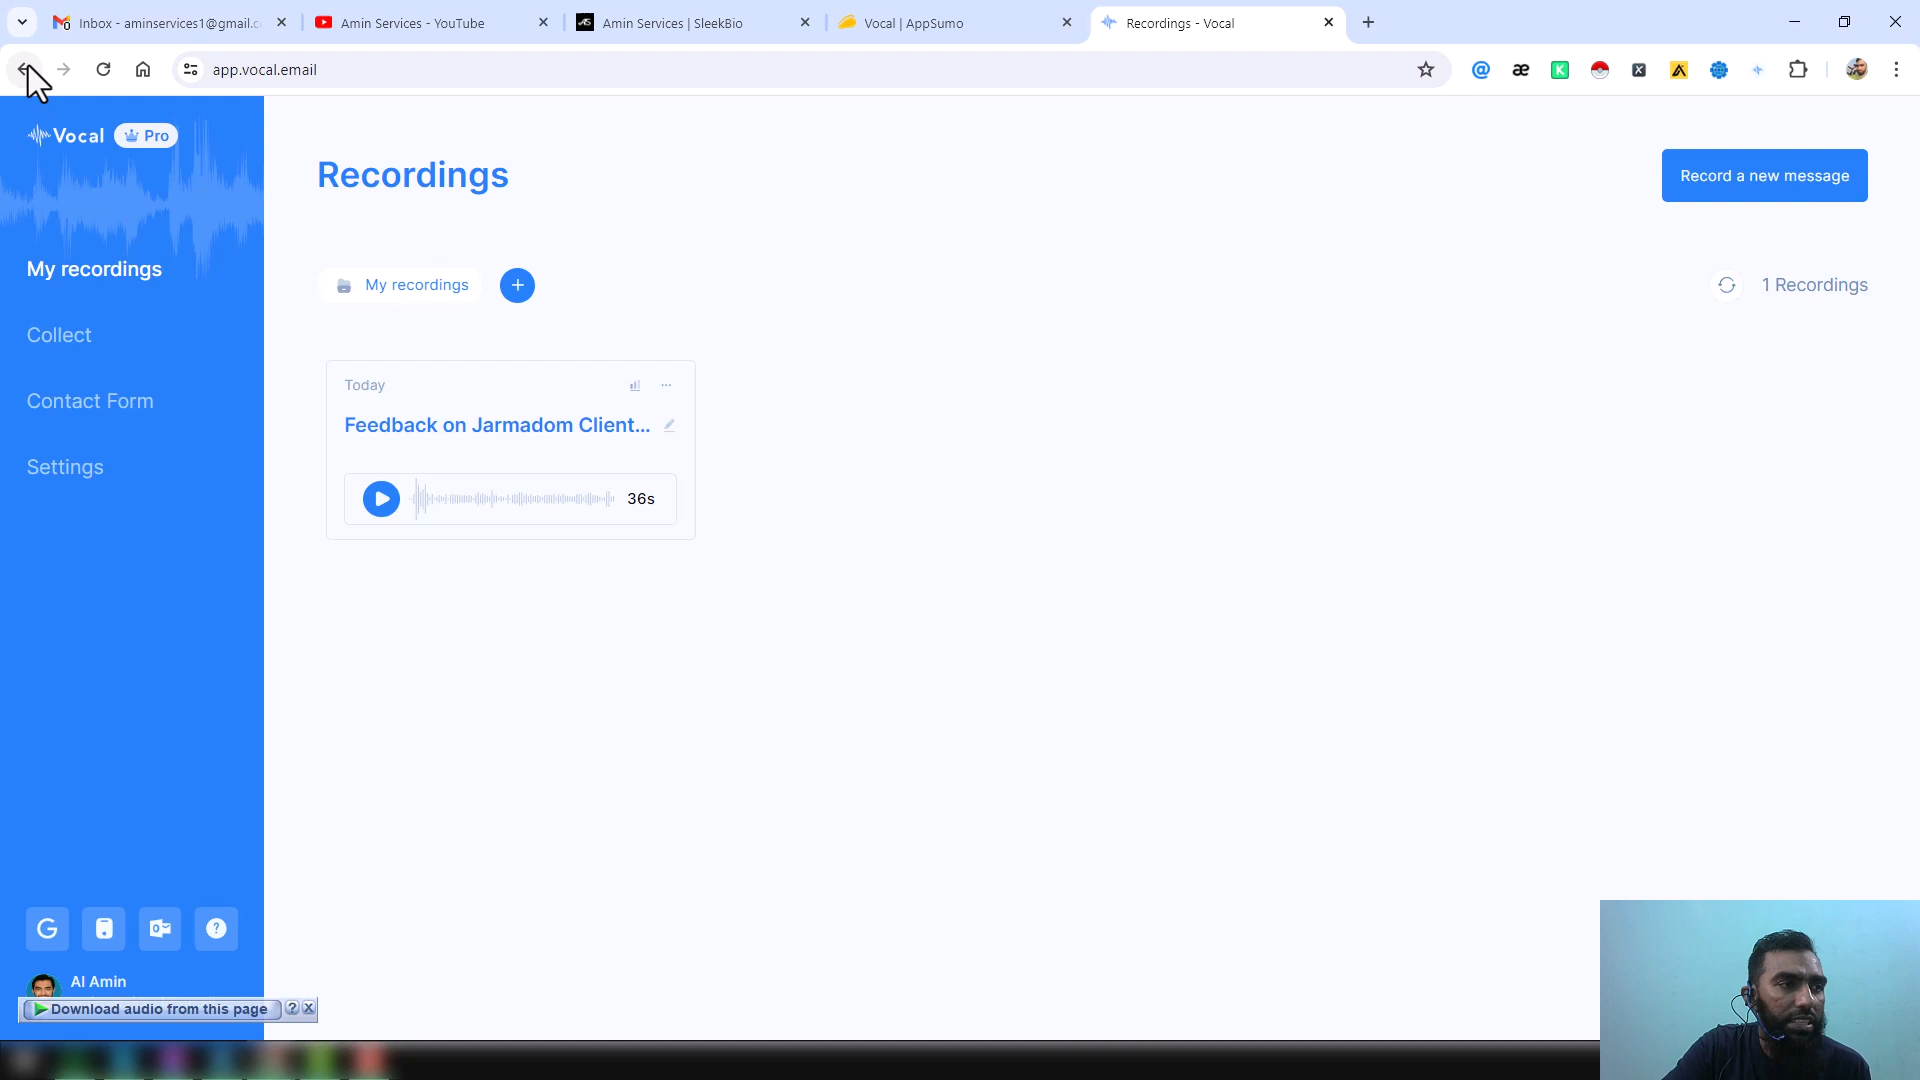 Inbox - aminservices1@gmail.c
Amin Services - YouTube
Amin Services | SleekBio
Vocal | AppSumo
Recordings - Vocal
app.vocal.email
Vocal
Pro
Recordings
Record a new message
My recordings
My recordings
1 Recordings
Collect
Contact Form
Settings
Today
Feedback on Jarmadom Client...
36s
Al Amin
Download audio from this page